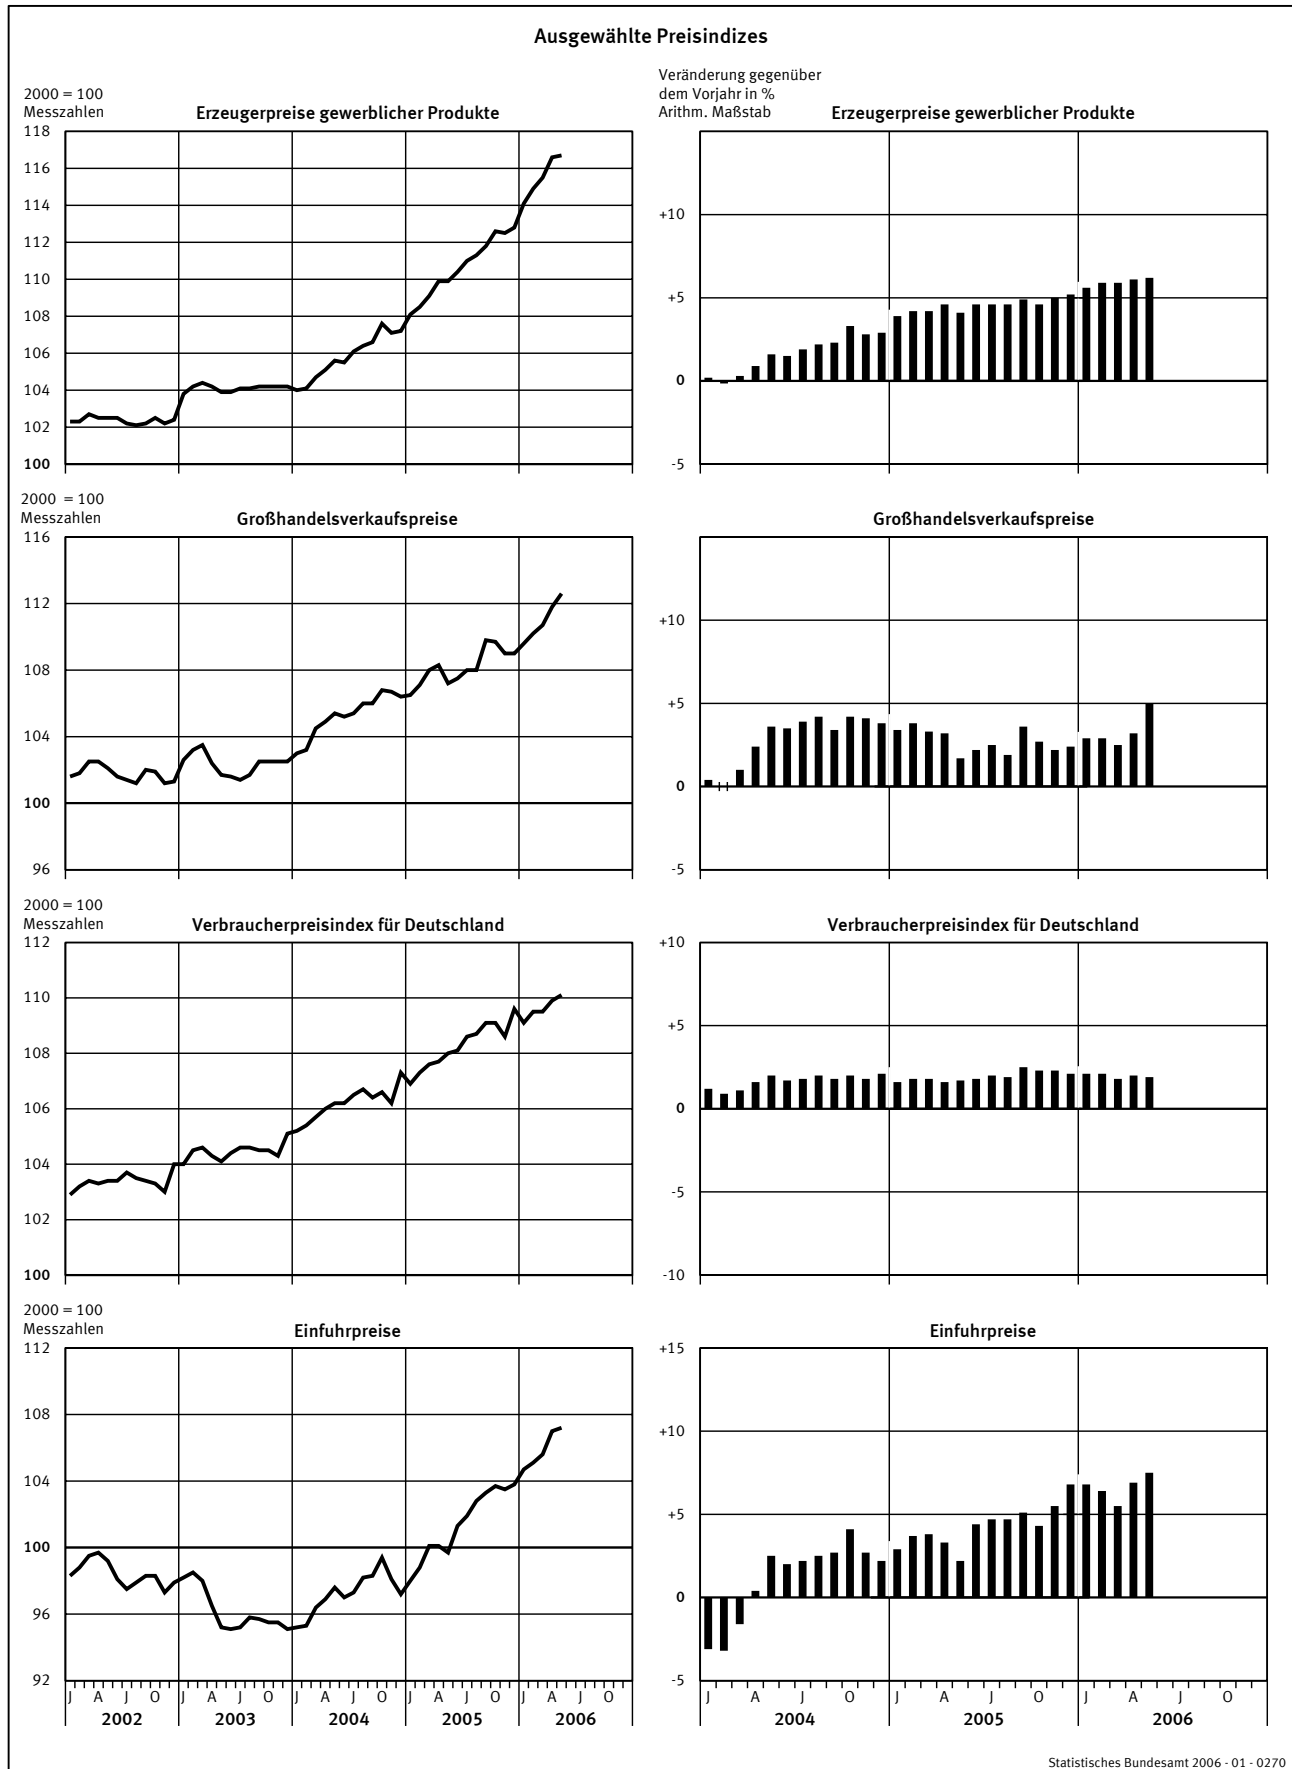 Ausgewählte Preisindizes
2000 = 100
Messzahlen
Erzeugerpreise gewerblicher Produkte
118
116
114
112
110
108
106
104
102
100
Veränderung gegenüber
dem Vorjahr in %
Arithm. Maßstab
Erzeugerpreise gewerblicher Produkte
+10
+5
0
-5
2000 = 100
Messzahlen
Großhandelsverkaufspreise
116
112
108
104
100
96
Großhandelsverkaufspreise
+10
+5
0
-5
2000 = 100
Messzahlen
Verbraucherpreisindex für Deutschland
112
110
108
106
104
102
100
Verbraucherpreisindex für Deutschland
+10
+5
0
-5
-10
2000 = 100
Messzahlen
Einfuhrpreise
112
108
104
100
96
92
J A J O J A J O J A J O J A J O J A J O
2002 2003 2004 2005 2006
Einfuhrpreise
+15
+10
+5
0
-5
J A J O J A J O J A J O
2004 2005 2006
Statistisches Bundesamt 2006 - 01 - 0270